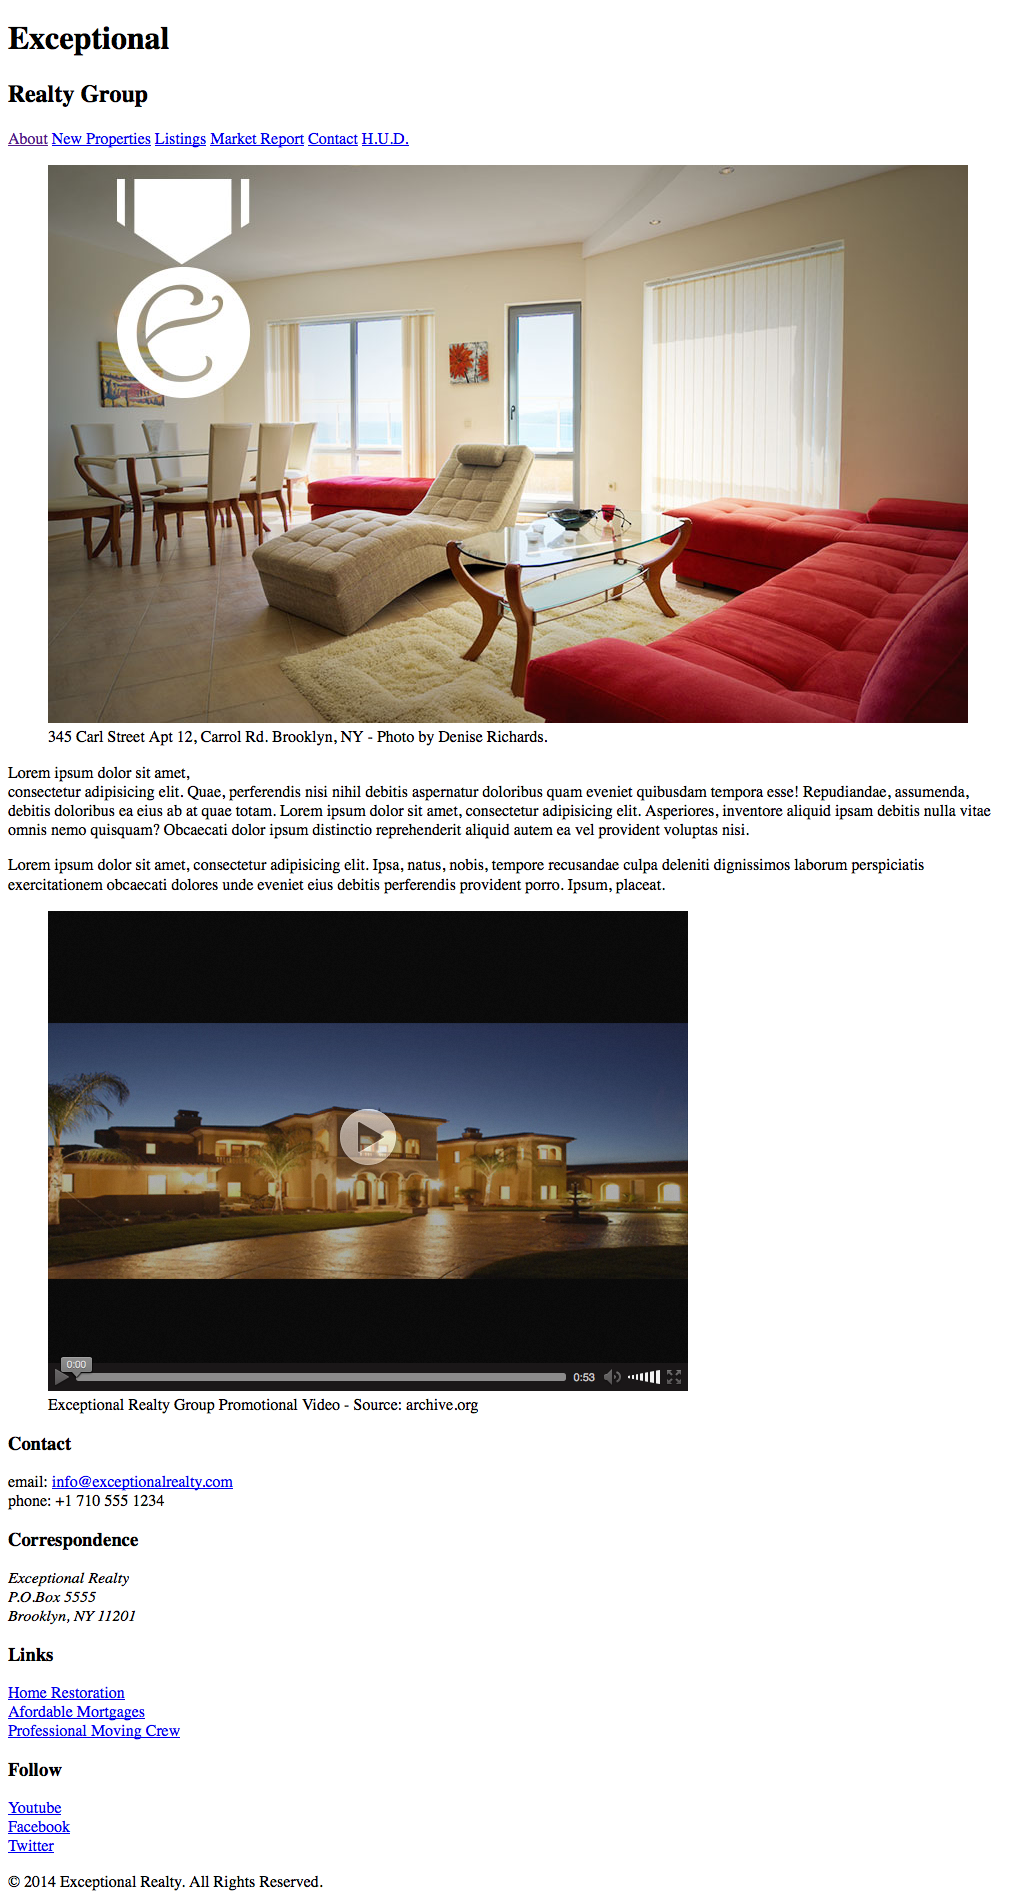 Exceptional
Realty Group
About New Properties Listings Market Report Contact H.U.D.
e
345 Carl Street Apt 12, Carrol Rd. Brooklyn, NY - Photo by Denise Richards.
Lorem ipsum dolor sit amet,
consectetur adipisicing elit. Quae, perferendis nisi nihil debitis aspernatur doloribus quam eveniet quibusdam tempora esse! Repudiandae, assumenda,
debitis doloribus ea eius ab at quae totam. Lorem ipsum dolor sit amet, consectetur adipisicing elit. Asperiores, inventore aliquid ipsam debitis nulla vitae
omnis nemo quisquam? Obcaecati dolor ipsum distinctio reprehenderit aliquid autem ea vel provident voluptas nisi.
Lorem ipsum dolor sit amet, consectetur adipisicing elit. Ipsa, natus, nobis, tempore recusandae culpa deleniti dignissimos laborum perspiciatis
exercitationem obcaecati dolores unde eveniet eius debitis perferendis provident porro. Ipsum, placeat.
0:00
0:53
Exceptional Realty Group Promotional Video - Source: archive.org
Contact
email: info@exceptionalrealty.com
phone: +1 710 555 1234
Correspondence
Exceptional Realty
P.O.Box 5555
Brooklyn, NY 11201
Links
Home Restoration
Afordable Mortgages
Professional Moving Crew
Follow
Youtube
Facebook
Twitter
© 2014 Exceptional Realty. All Rights Reserved.